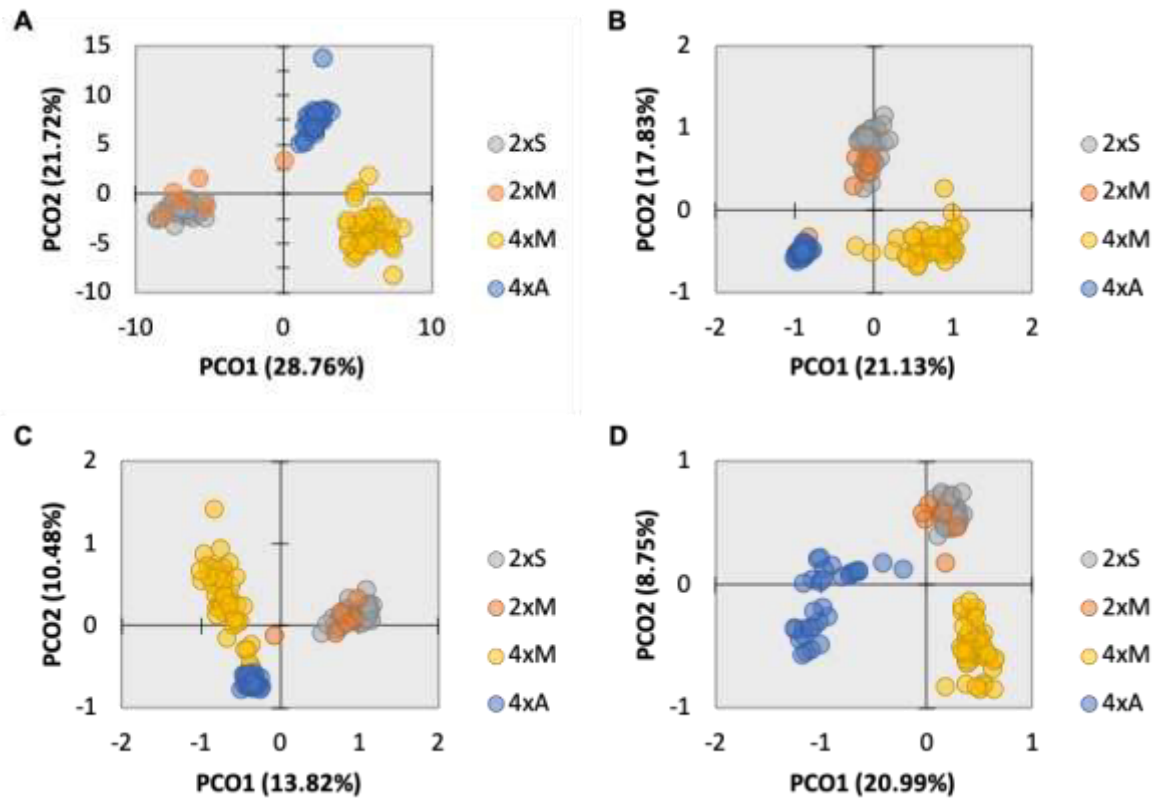 A
PCO2 (21.72%)
15
10
5
0
-5
-10
-10
0
10
PCO1 (28.76%)
2xS
2xM
4xM
4xA
B
PCO2 (17.83%)
2
1
0
-1
-2
-1
0
1
2
PCO1 (21.13%)
2xS
2xM
4xM
4xA
C
PCO2 (10.48%)
2
1
0
-1
-2
-1
0
1
2
PCO1 (13.82%)
2xS
2xM
4xM
4xA
D
PCO2 (8.75%)
1
0
-1
-2
-1
0
1
PCO1 (20.99%)
2xS
2xM
4xM
4xA